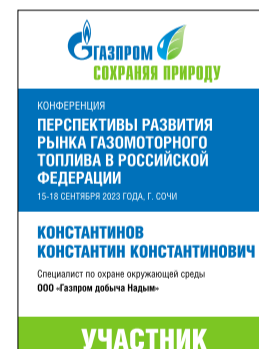 ГАЗПРОМ
СОХРАНЯЯ ПРИРОДУ
КОНФЕРЕНЦИЯ
ПЕРСПЕКТИВЫ РАЗВИТИЯ
РЫНКА ГАЗОМОТОРНОГО
ТОПЛИВА В РОССИЙСКОЙ
ФЕДЕРАЦИИ
15-18 СЕНТЯБРЯ 2023 ГОДА, Г. СОЧИ
КОНСТАНТИНОВ
КОНСТАНТИН КОНСТАНТИНОВИЧ
Специалист по охране окружающей среды
ООО «Газпром добыча Надым»
УЧАСТНИК